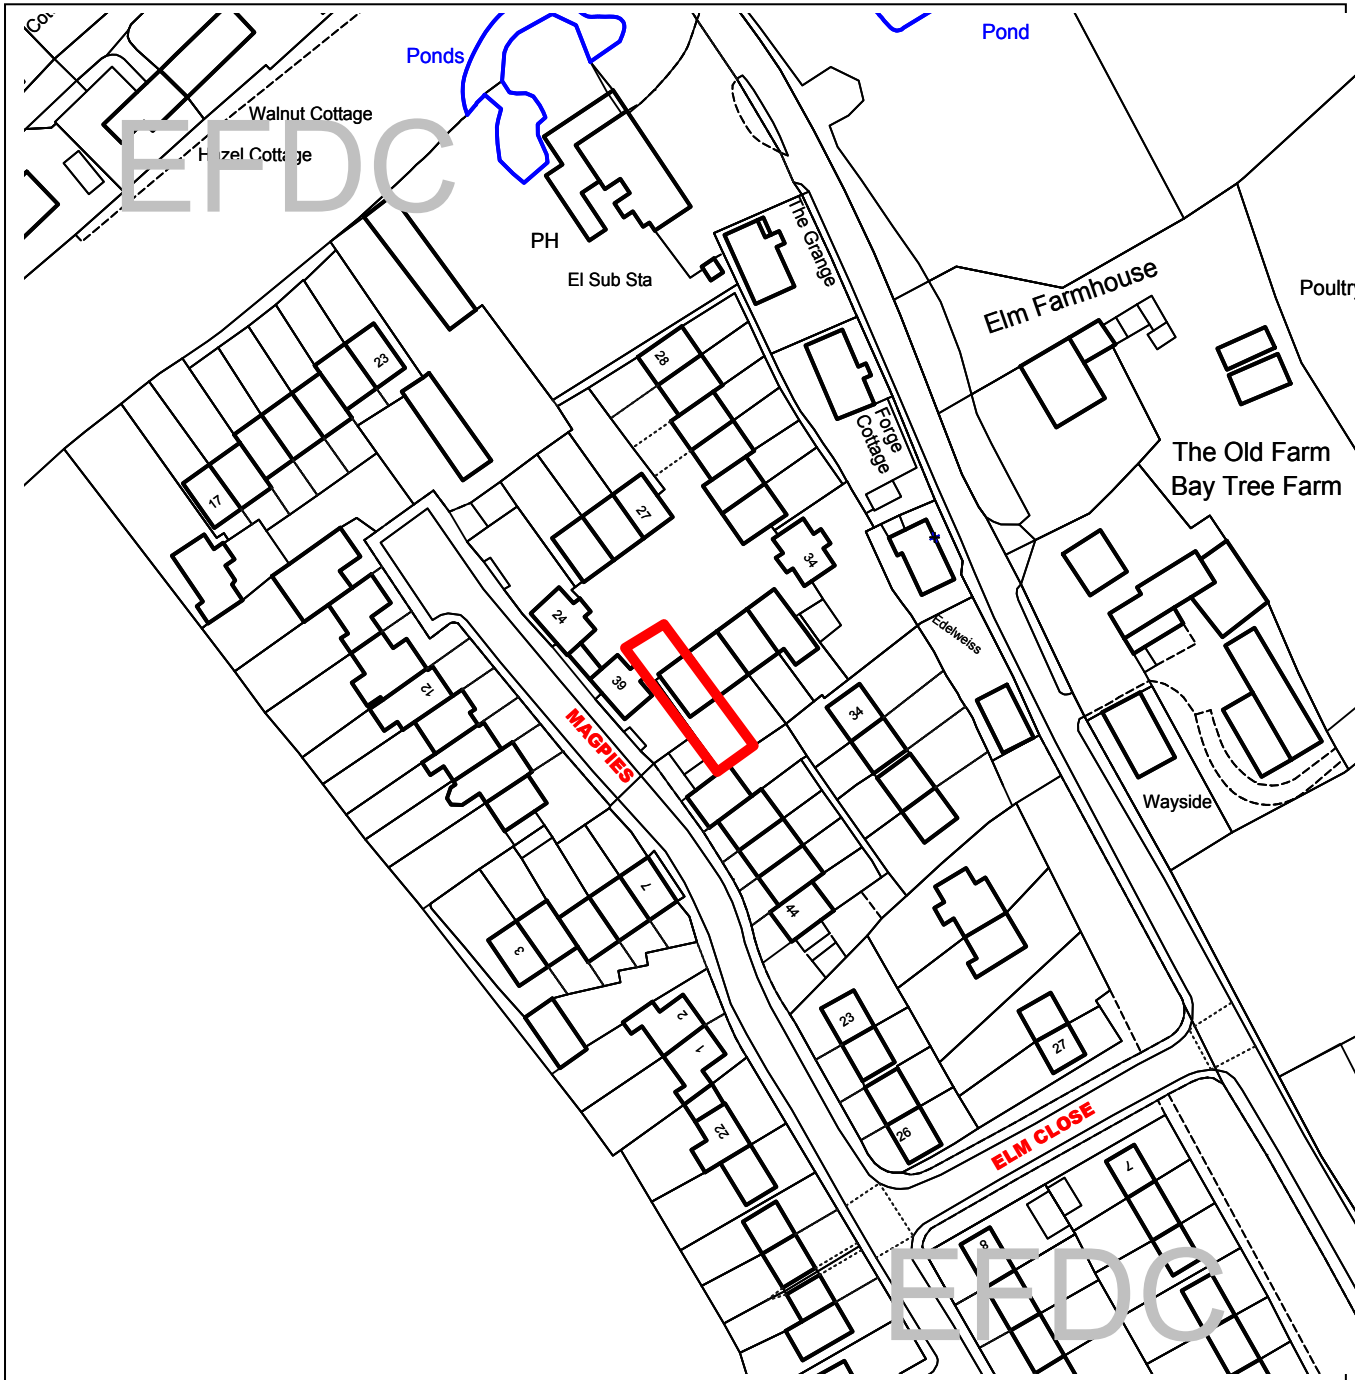 Ponds
Pond
Walnut Cottage
Hazel Cottage
EFDC
PH
El Sub Sta
The Grange
Elm Farmhouse
Poultry
23
28
Forge
Cottage
The Old Farm
Bay Tree Farm
17
27
34
24
39
12
Edelweiss
MAGPIES
34
Wayside
7
3
44
2
1
23
27
22
26
ELM CLOSE
7
8
EFDC